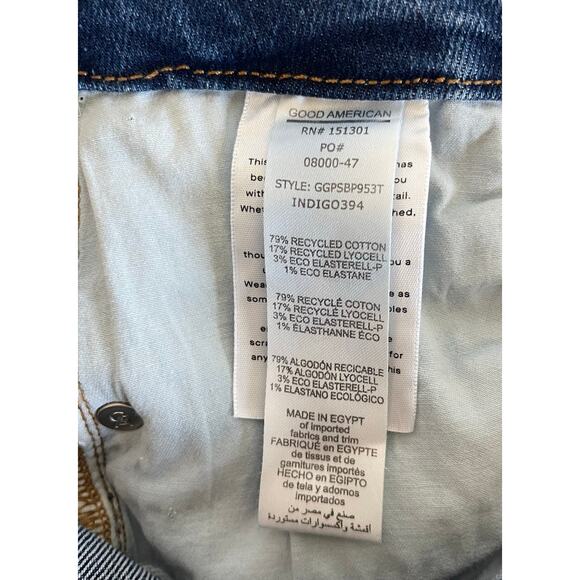 GOOD AMERICAN
RN# 151301
PO#
08000-47
STYLE: GGPSBP953T
INDIGO394
79% RECYCLED COTTON
17% RECYCLED LYOCELL
3% ECO ELASTERELL-P
1% ECO ELASTANE
79% RECYCLÉ COTON
17% RECYCLÉ LYOCELL
3% ECO ELASTERELL-P
1% ÉLASTHANNE ÉCO
79% ALGODÓN RECICABLE
17% ALGODÓN LYOCELL
3% ECO ELASTERELL-P
1% ELASTANO ECOLÓGICO
MADE IN EGYPT
of imported
fabrics and trim
FABRIQUÉ EN EGYPTE
de tissus et de
garnitures importés
HECHO en EGIPTO
de tela y adornos
importados
صنع في مصر من
أقمشة وأكسسوارات مستوردة